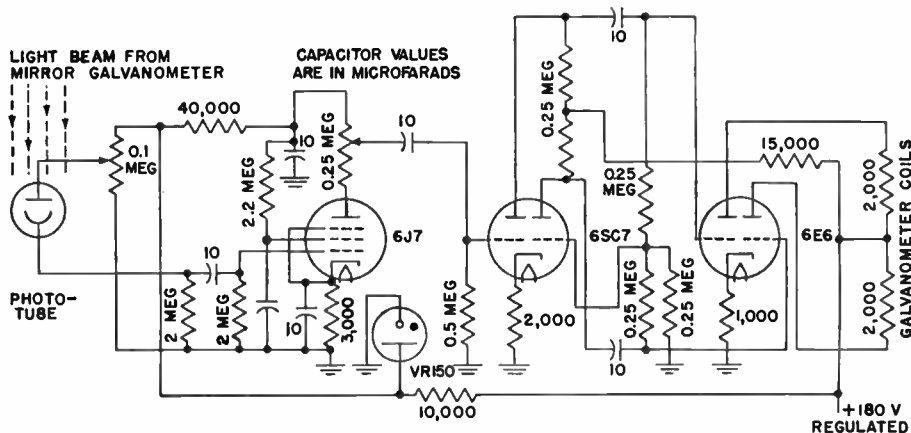 LIGHT BEAM FROM
MIRROR GALVANOMETER
CAPACITOR VALUES
ARE IN MICROFARADS
10
0.25 MEG
40,000
10
0.1
MEG
10
0.25 MEG
2.2 MEG
15,000
0.25
MEG
2,000
6J7
6SC7
6E6
PHOTO-
TUBE
10
2 MEG
2 MEG
10
3,000
VR150
0.5 MEG
2,000
0.25 MEG
0.25 MEG
10
1,000
2,000
GALVANOMETER COILS
10,000
+180 V
REGULATED